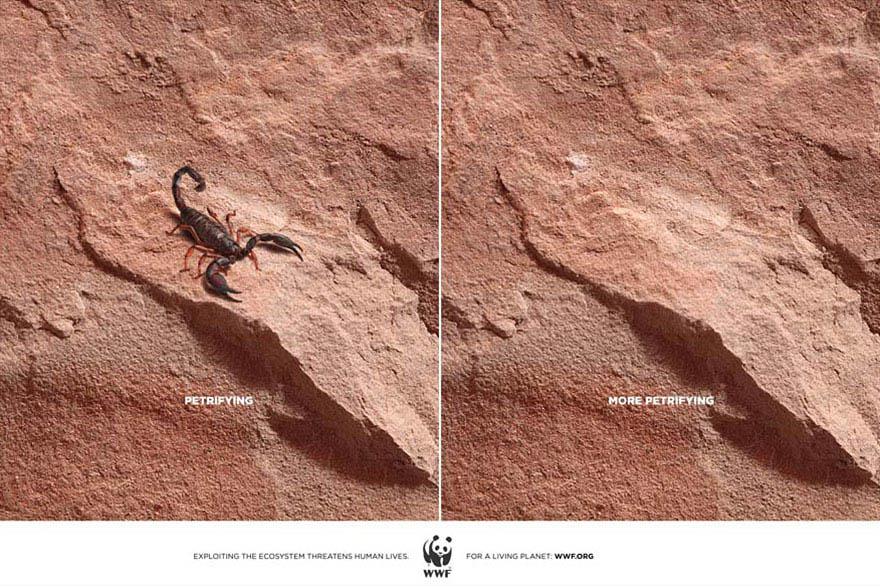 PETRIFYING
MORE PETRIFYING
EXPLOITING THE ECOSYSTEM THREATENS HUMAN LIVES.
WWF
FOR A LIVING PLANET: WWF.ORG